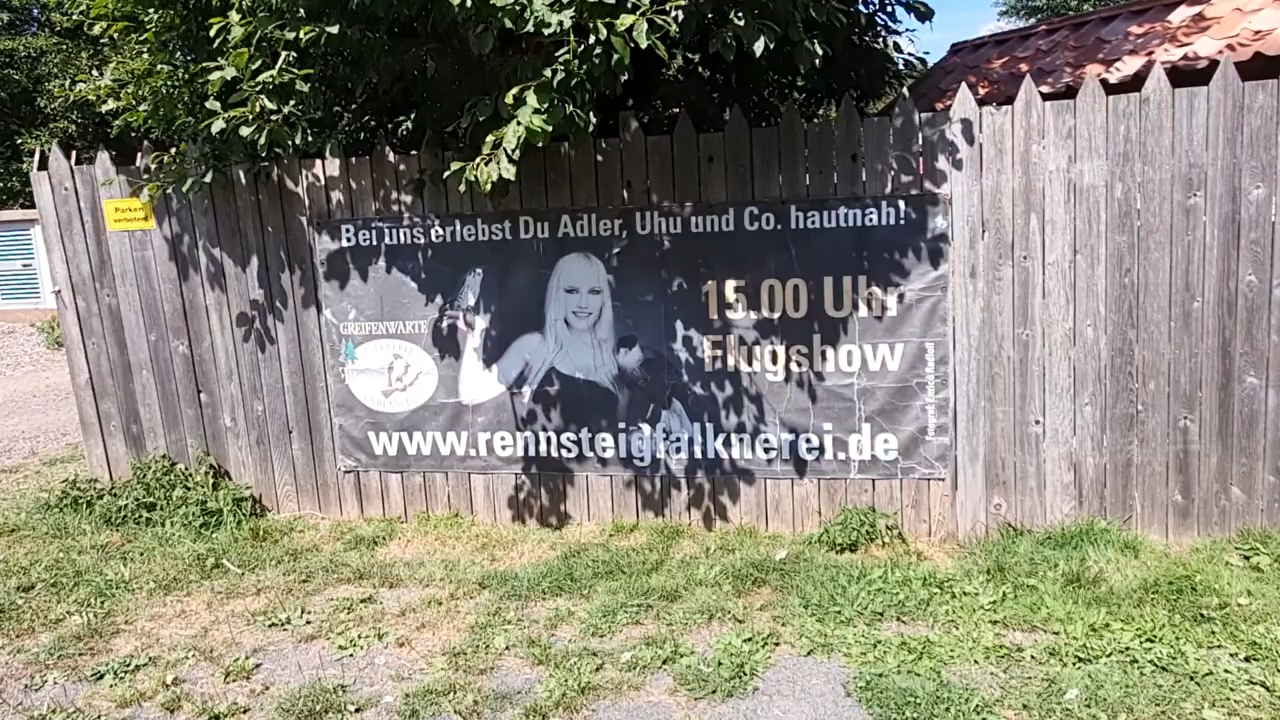 Parken
verboten!
Bei uns erlebst Du Adler, Uhu und Co. hautnah!
15.00 Uhr
Flugshow
GREIFENWARTE
www.rennsteigfalknerei.de